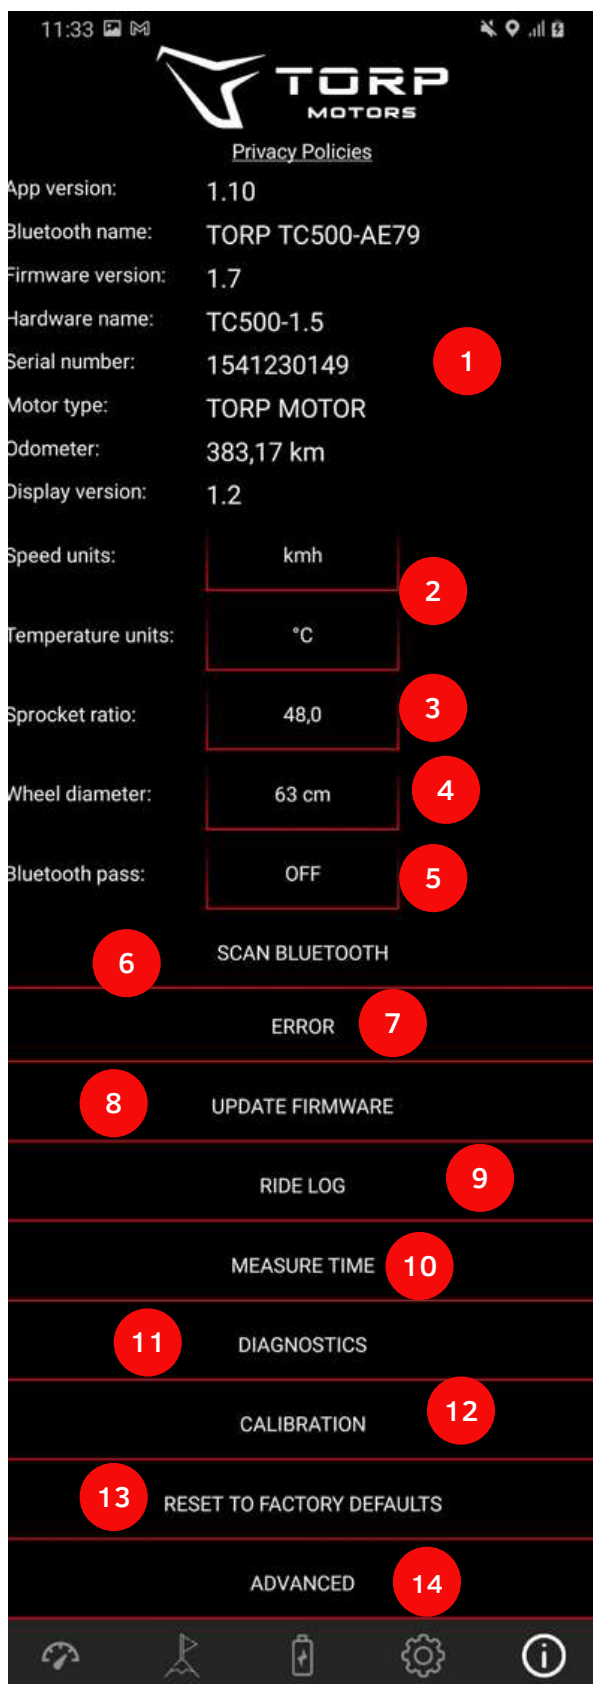 11:33
TORP
MOTORS
Privacy Policies
App version: 1.10
Bluetooth name: TORP TC500-AE79
Firmware version: 1.7
Hardware name: TC500-1.5
Serial number: 1541230149
1
Motor type: TORP MOTOR
Odometer: 383,17 km
Display version: 1.2
Speed units: kmh
2
Temperature units: °C
Sprocket ratio: 48,0 3
Wheel diameter: 63 cm 4
Bluetooth pass: OFF 5
6 SCAN BLUETOOTH
ERROR 7
8 UPDATE FIRMWARE
RIDE LOG 9
MEASURE TIME 10
11 DIAGNOSTICS
CALIBRATION 12
13 RESET TO FACTORY DEFAULTS
ADVANCED 14